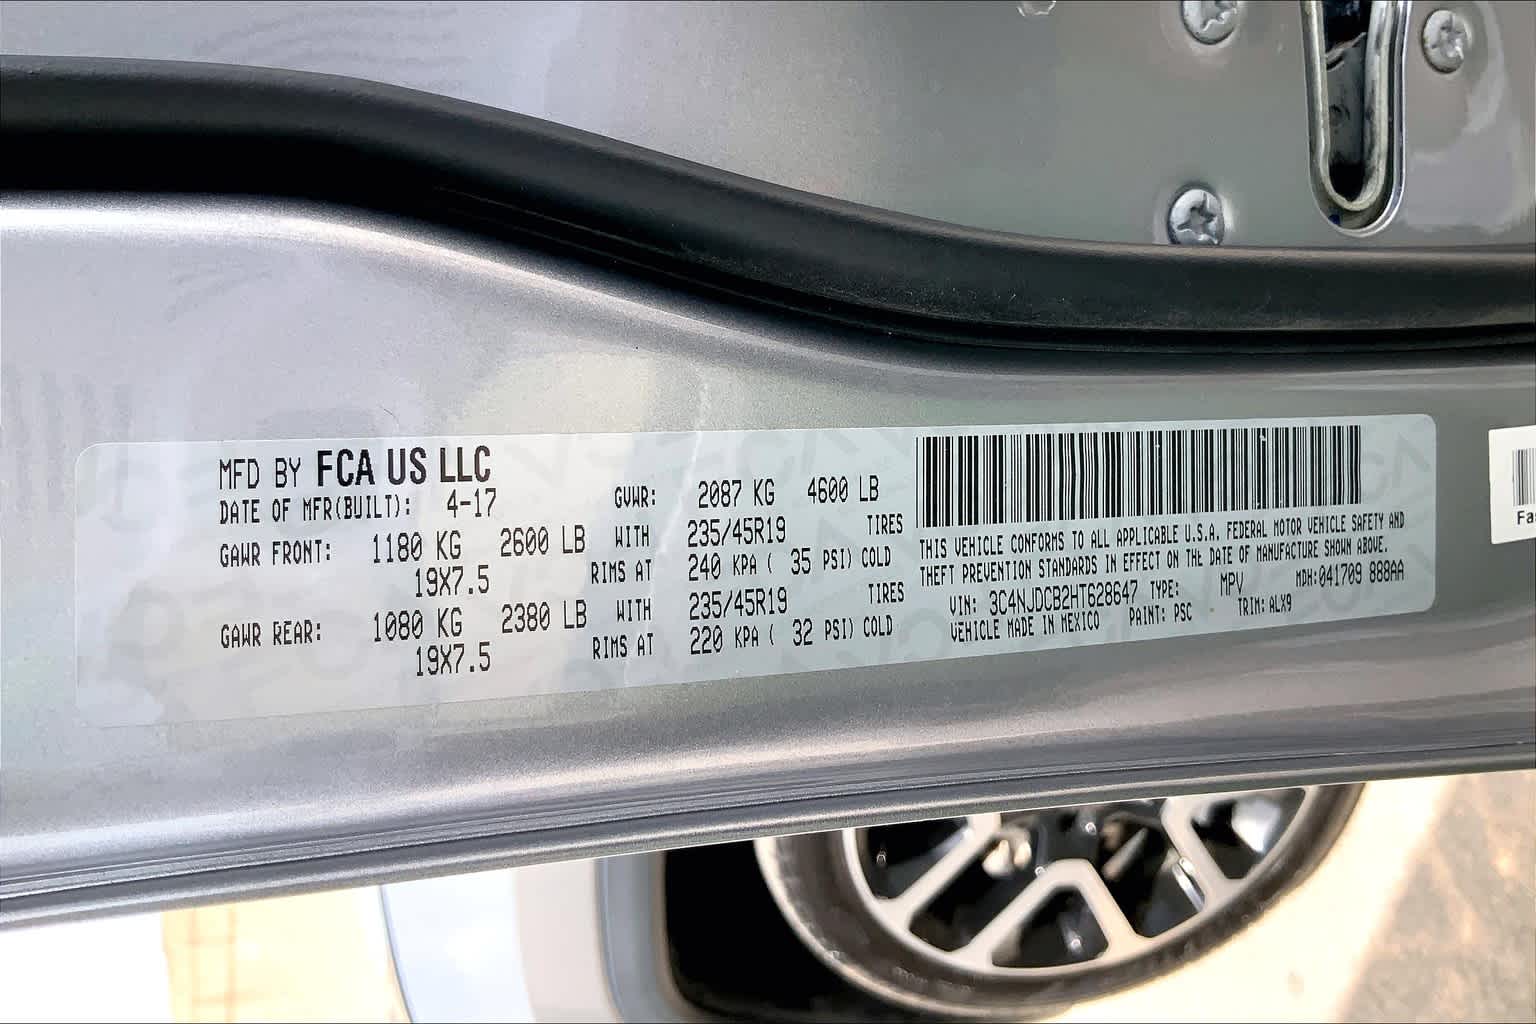 MFD BY FCA US LLC
DATE OF MFR(BUILT): 4-17 GVWR: 2087 KG 4600 LB
GAWR FRONT: 1180 KG 2600 LB WITH 235/45R19 TIRES
19X7.5 RIMS AT 240 KPA ( 35 PSI) COLD
GAWR REAR: 1080 KG 2380 LB WITH 235/45R19 TIRES
19X7.5 RIMS AT 220 KPA ( 32 PSI) COLD
THIS VEHICLE CONFORMS TO ALL APPLICABLE U.S.A. FEDERAL MOTOR VEHICLE SAFETY AND
THEFT PREVENTION STANDARDS IN EFFECT ON THE DATE OF MANUFACTURE SHOWN ABOVE.
VIN: 3C4NJDCB2HT628647 TYPE: MPV MDH:041709 888AA
VEHICLE MADE IN MEXICO PAINT: PSC TRIM: ALX9